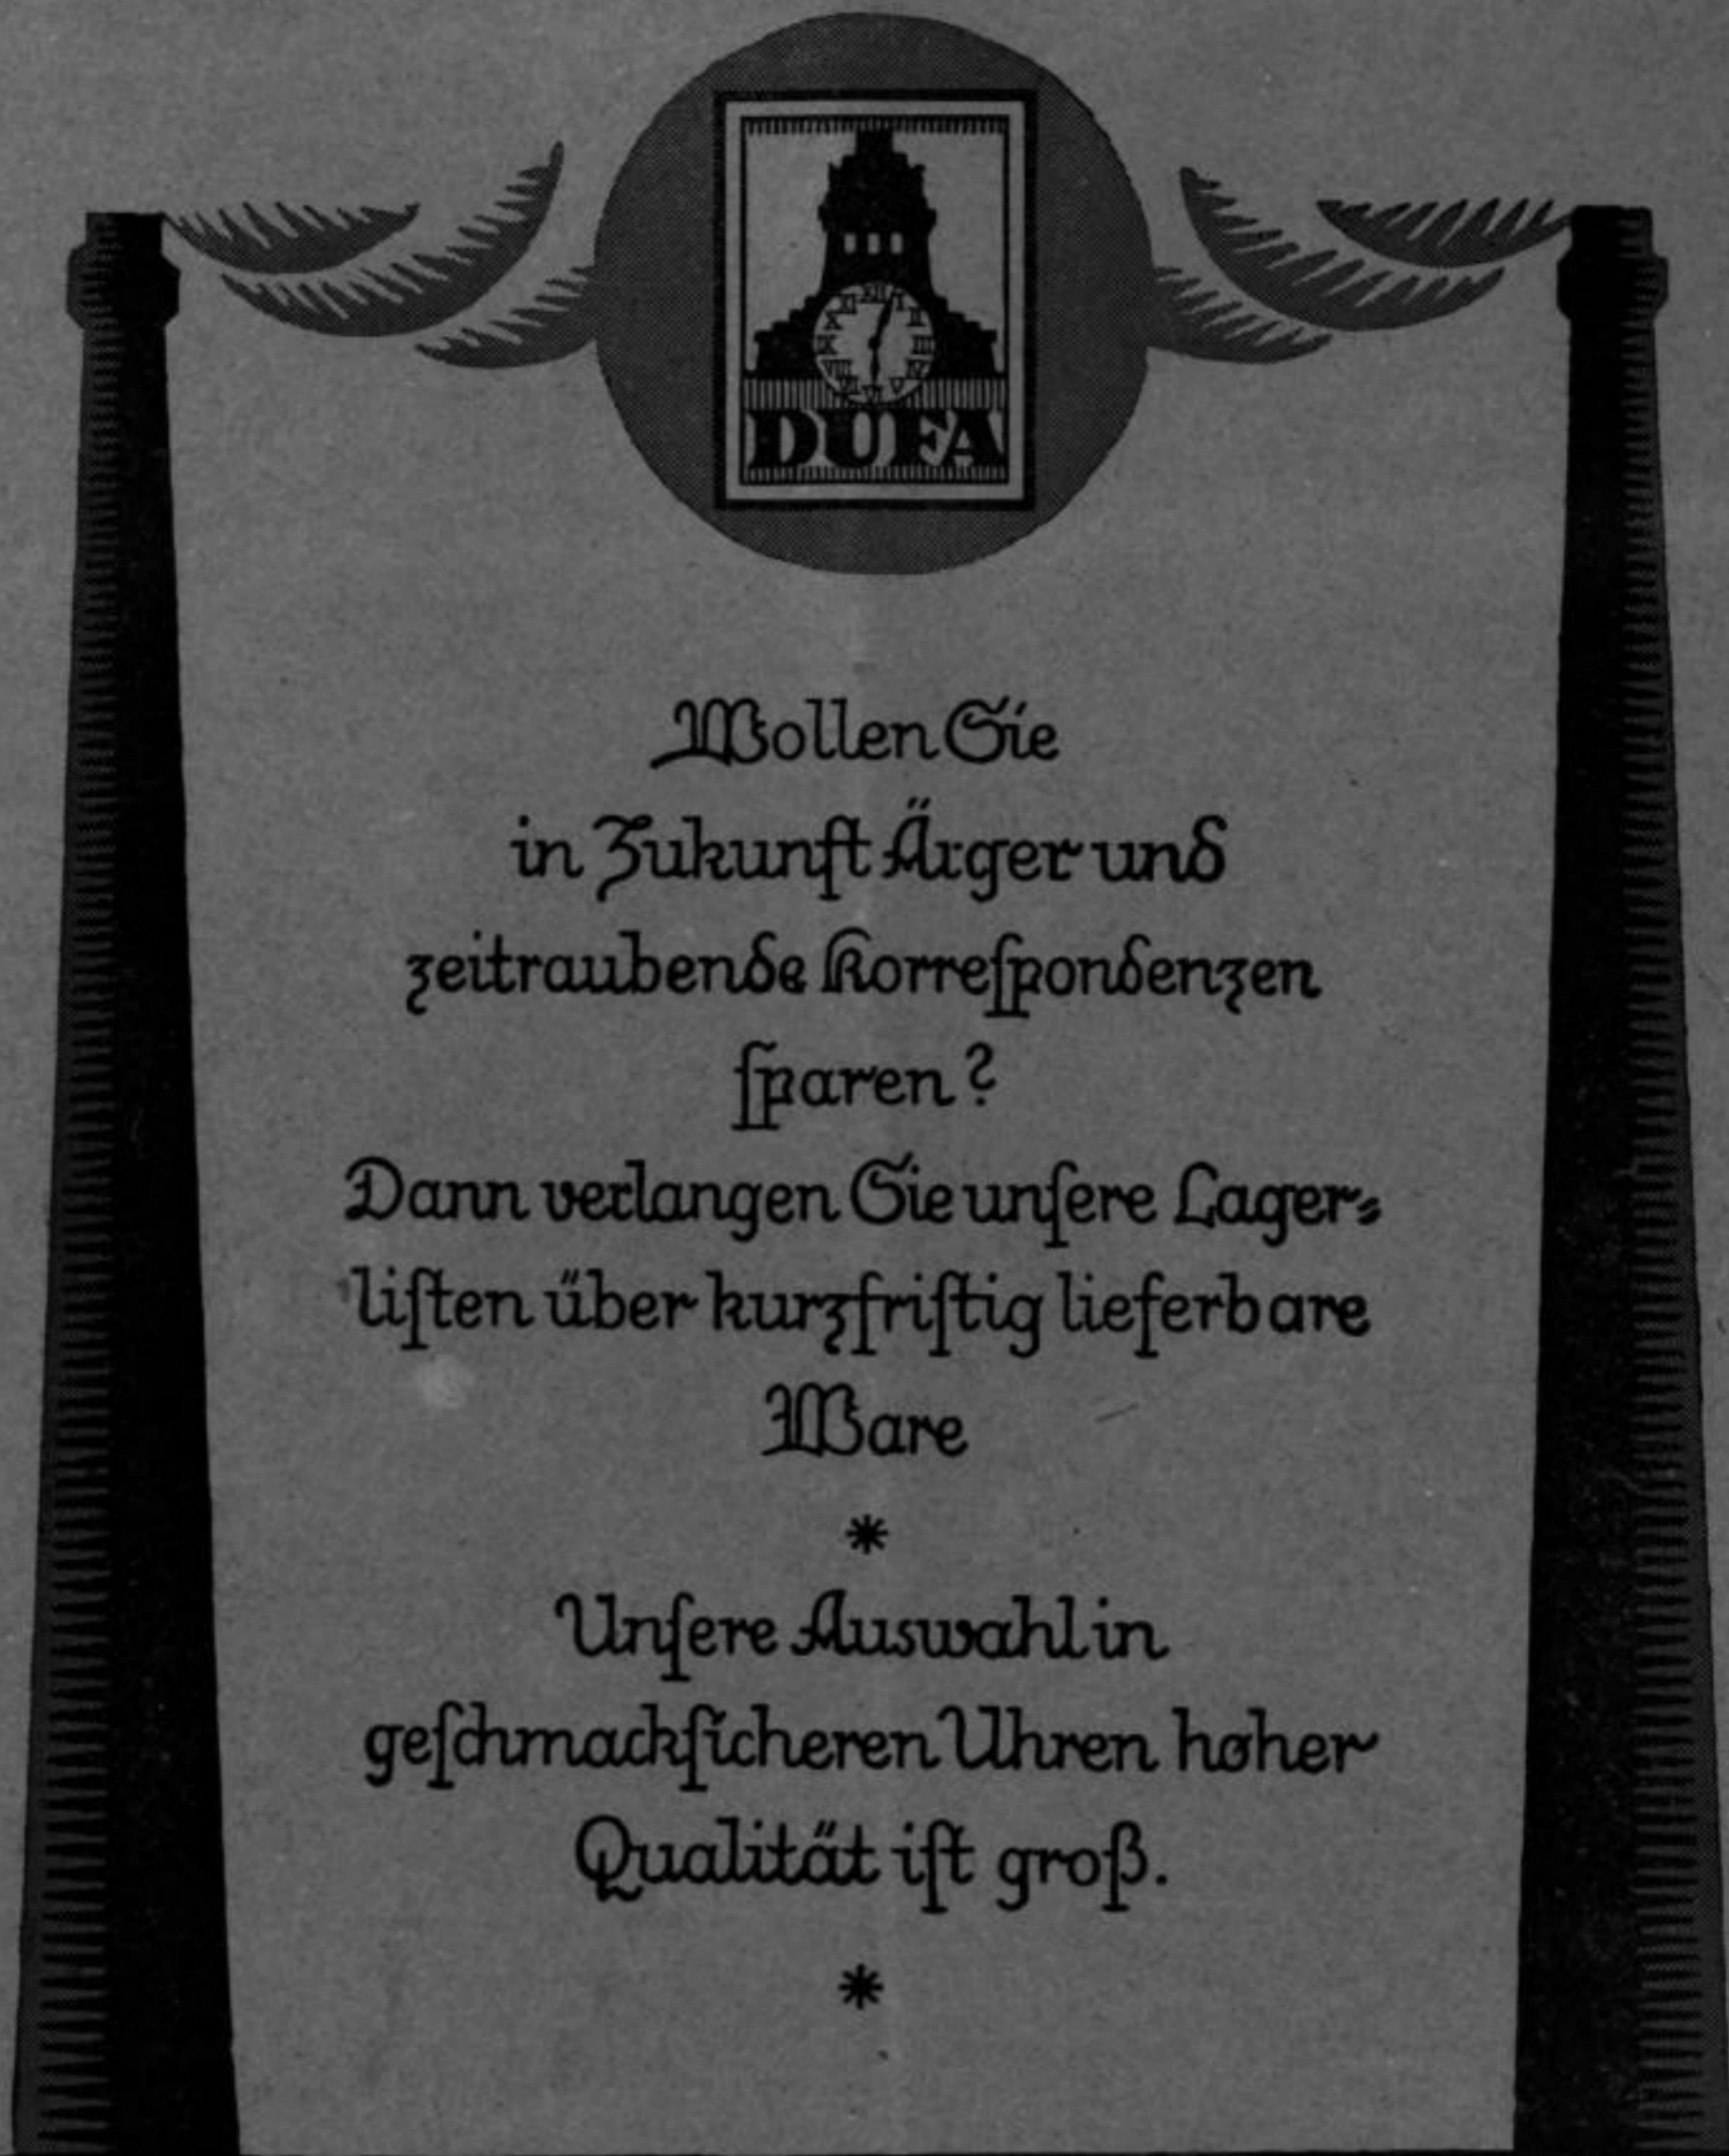 DUFA
Wollen Sie
in Zukunft Ärger und
zeitraubende Korreſpondenzen
ſparen?
Dann verlangen Sie unſere Lager⸗
liſten über kurzfriſtig lieferbare
Ware
*
Unſere Auswahl in
geſchmackſicheren Uhren hoher
Qualität iſt groß.
*